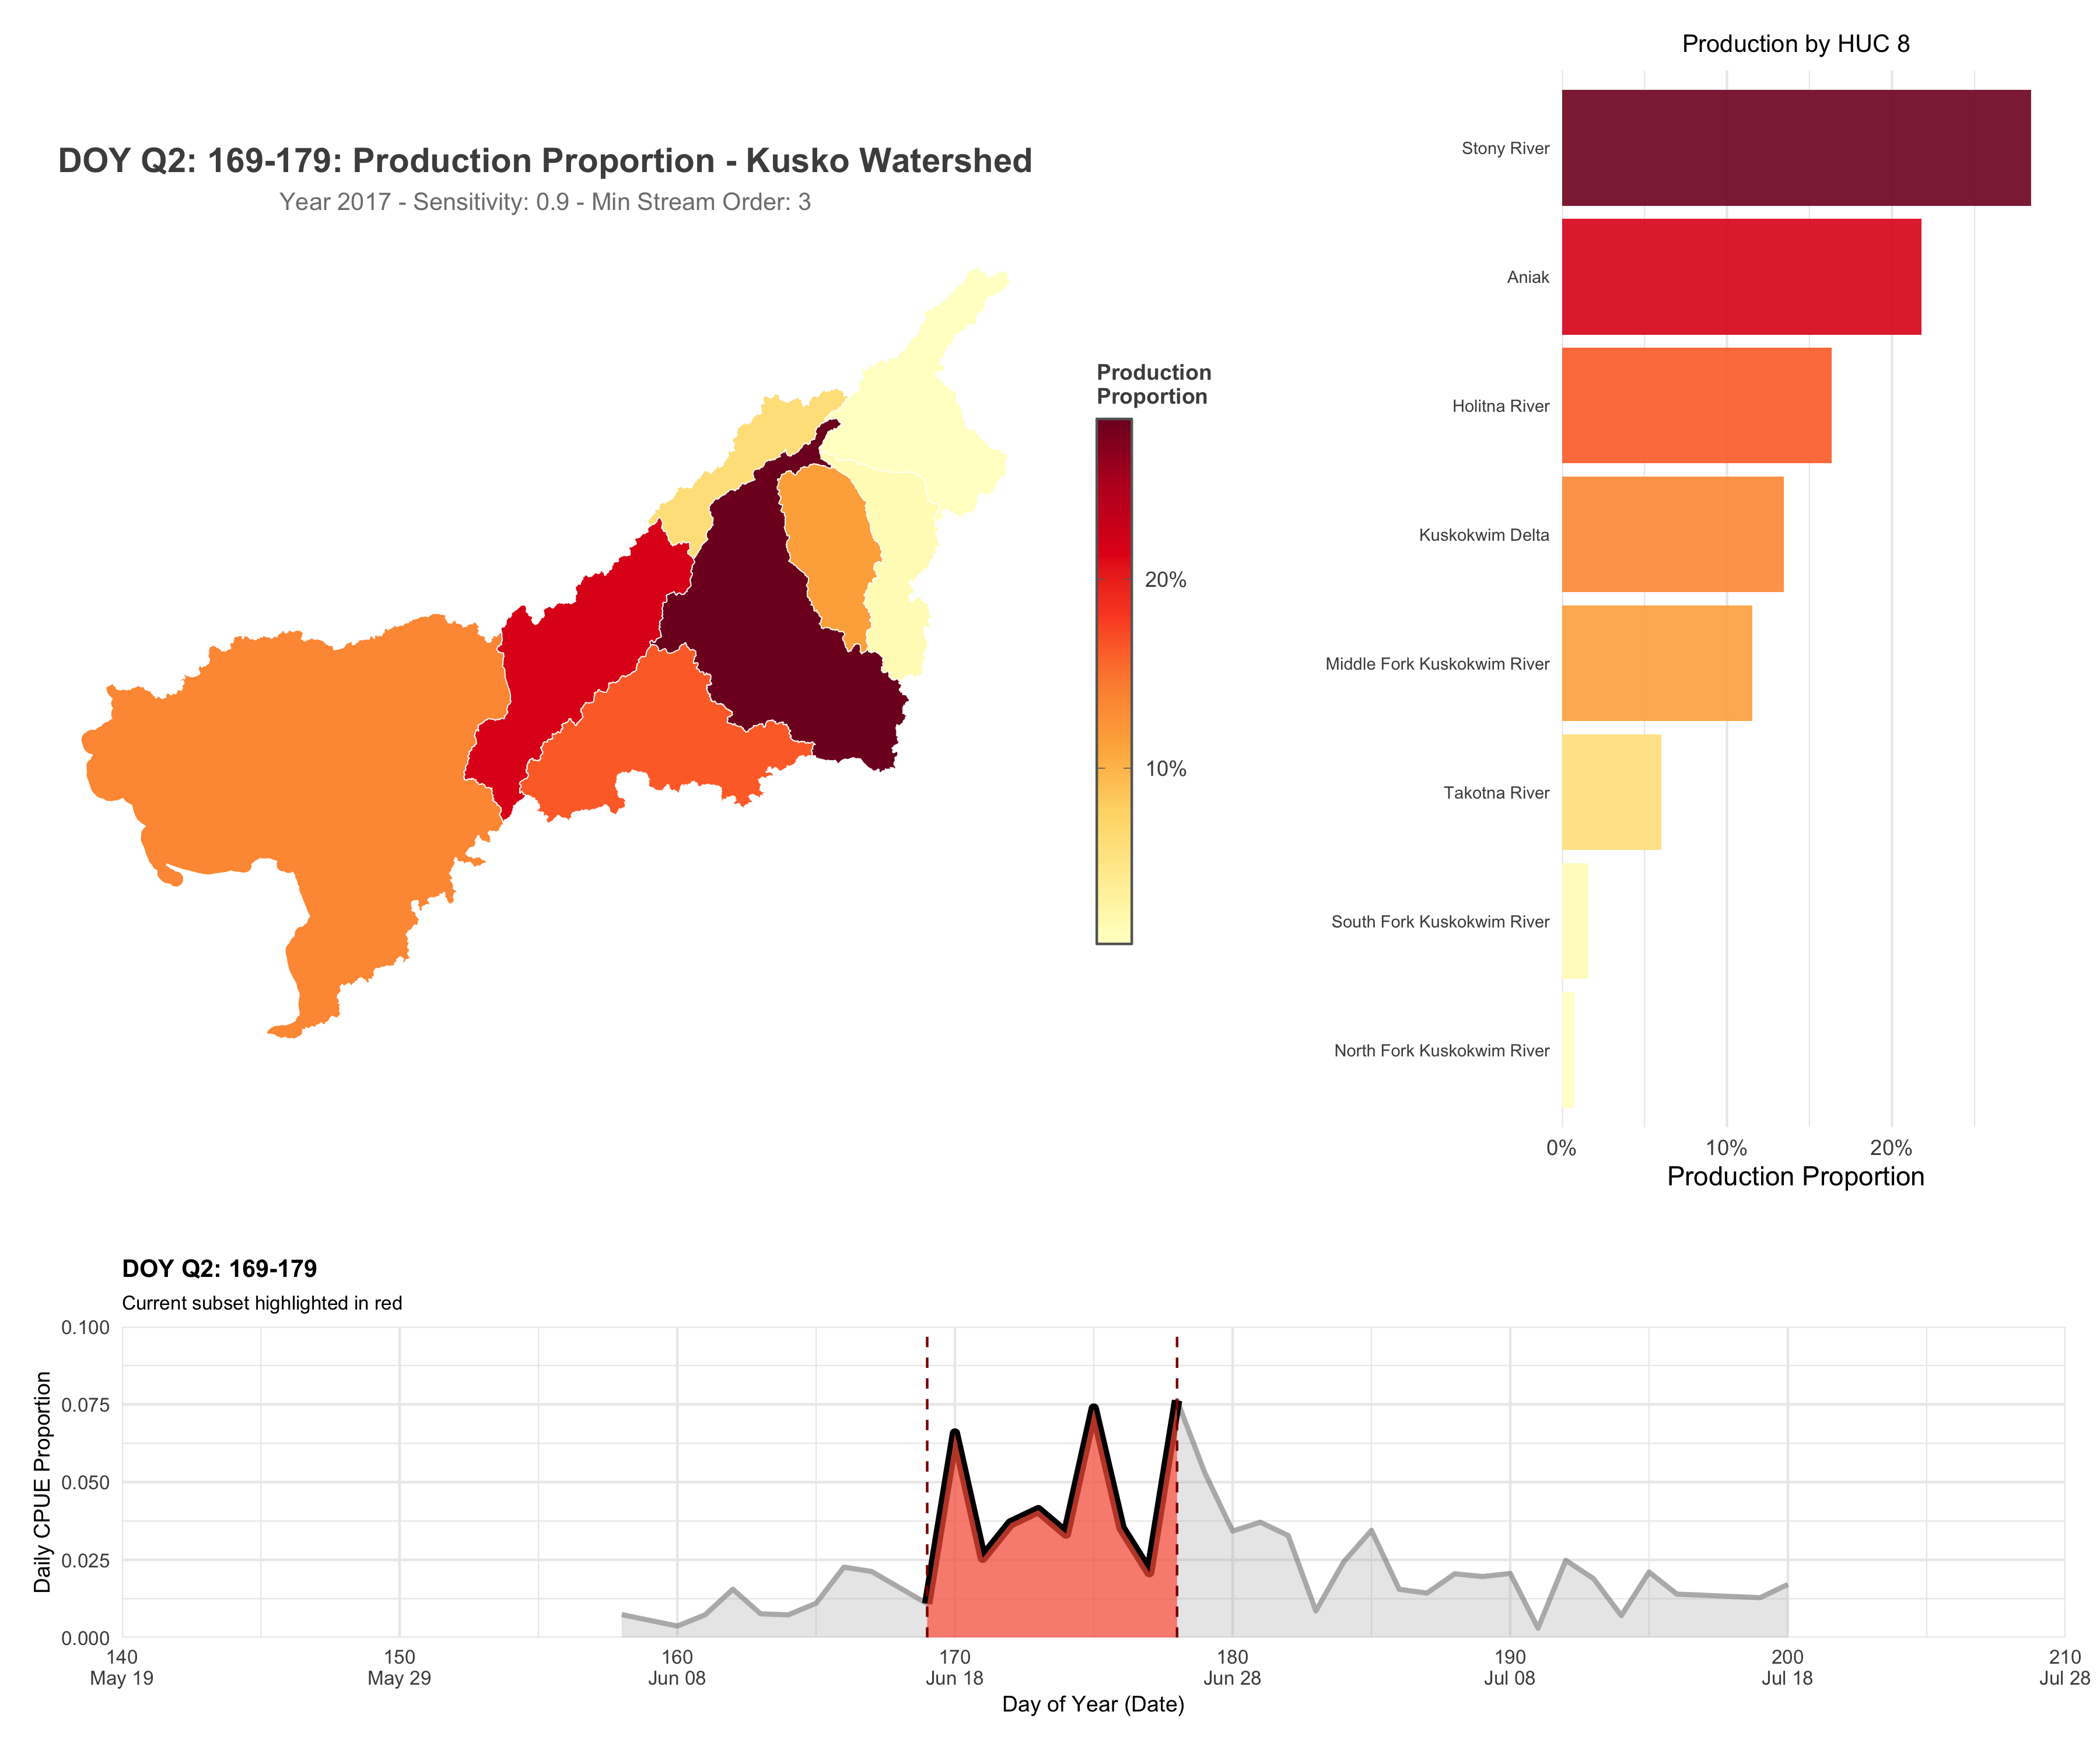 DOY Q2: 169-179: Production Proportion - Kusko Watershed
Year 2017 - Sensitivity: 0.9 - Min Stream Order: 3
Production
Proportion
20%
10%
Production by HUC 8
Stony River
Aniak
Holitna River
Kuskokwim Delta
Middle Fork Kuskokwim River
Takotna River
South Fork Kuskokwim River
North Fork Kuskokwim River
0% 10% 20%
Production Proportion
DOY Q2: 169-179
Current subset highlighted in red
Daily CPUE Proportion
0.100
0.075
0.050
0.025
0.000
140 150 160 170 180 190 200 210
May 19 May 29 Jun 08 Jun 18 Jun 28 Jul 08 Jul 18 Jul 28
Day of Year (Date)